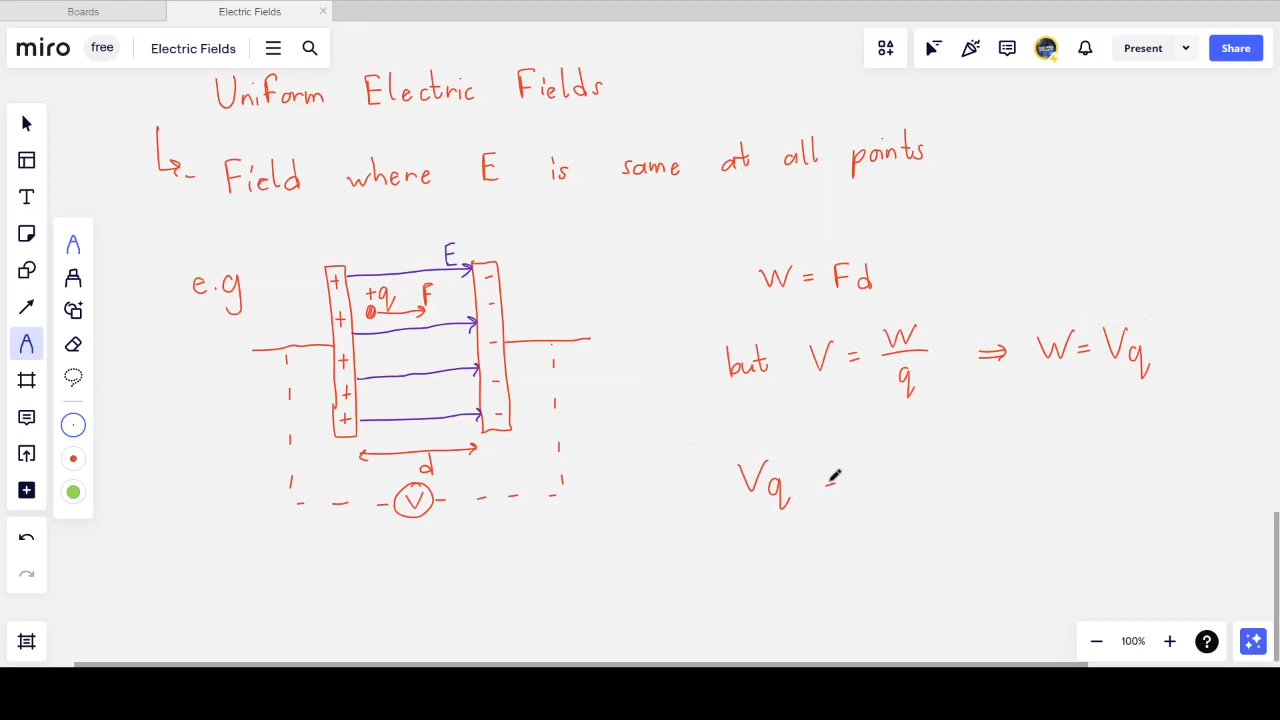 Boards
Electric Fields
miro free Electric Fields
Present
Share
Uniform Electric Fields
Field where E is same at all points
e.g
E
+q F
+ + + + +
- - - - -
d
V
W = Fd
but V = W/q ⇒ W = Vq
Vq =
100%